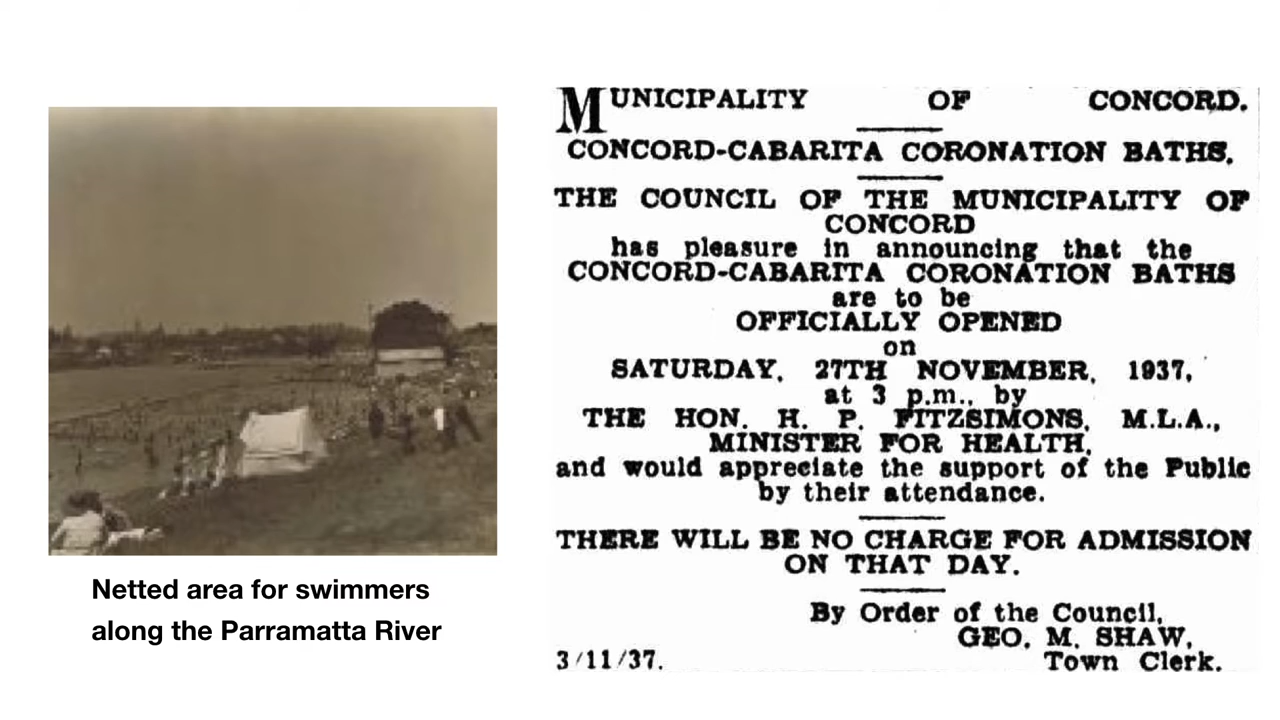 Netted area for swimmers
along the Parramatta River
MUNICIPALITY OF CONCORD.
CONCORD-CABARITA CORONATION BATHS.
THE COUNCIL OF THE MUNICIPALITY OF
CONCORD
has pleasure in announcing that the
CONCORD-CABARITA CORONATION BATHS
are to be
OFFICIALLY OPENED
on
SATURDAY, 27TH NOVEMBER, 1937,
at 3 p.m., by
THE HON. H. P. FITZSIMONS, M.L.A.,
MINISTER FOR HEALTH,
and would appreciate the support of the Public
by their attendance.
THERE WILL BE NO CHARGE FOR ADMISSION
ON THAT DAY.
By Order of the Council,
GEO. M. SHAW,
3/11/37. Town Clerk.